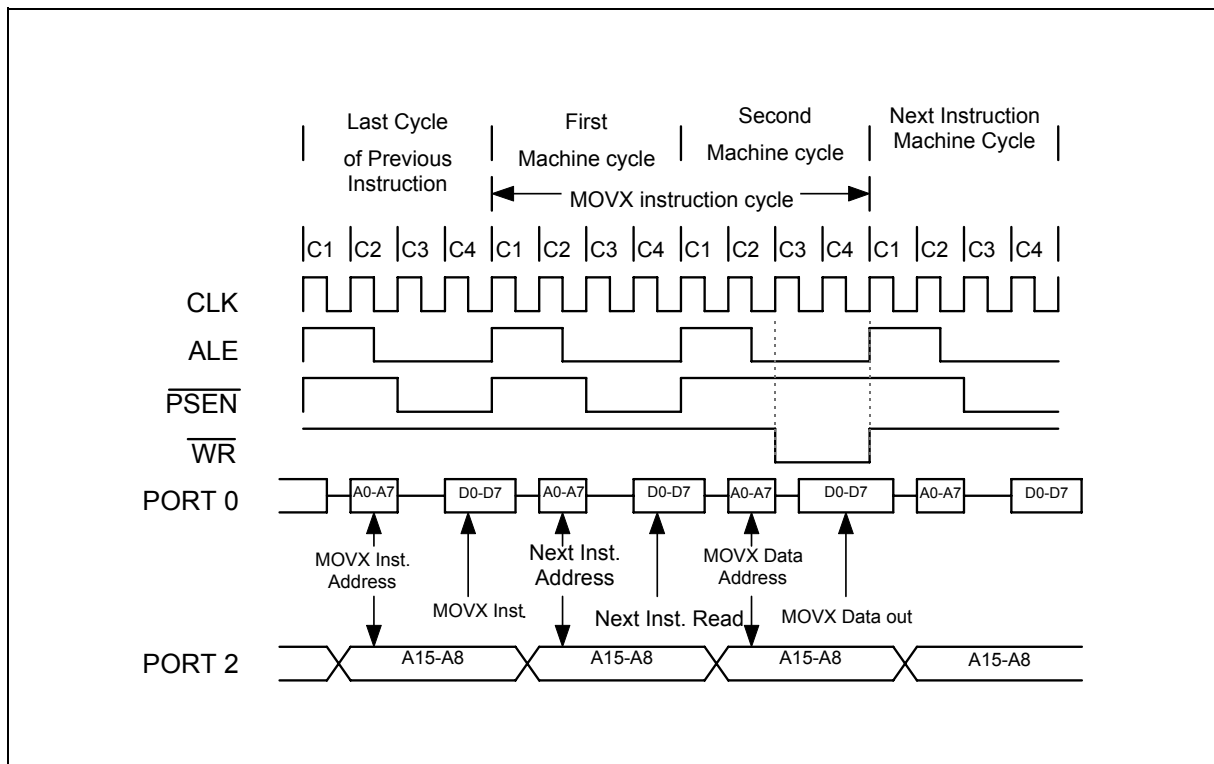 Last Cycle
of Previous
Instruction
First
Machine cycle
Second
Machine cycle
Next Instruction
Machine Cycle
MOVX instruction cycle
C1 C2 C3 C4 C1 C2 C3 C4 C1 C2 C3 C4 C1 C2 C3 C4
CLK
ALE
PSEN
WR
PORT 0
A0-A7 D0-D7 A0-A7 D0-D7 A0-A7 D0-D7 A0-A7 D0-D7
MOVX Inst.
Address
MOVX Inst.
Next Inst.
Address
Next Inst. Read
MOVX Data
Address
MOVX Data out
PORT 2
A15-A8 A15-A8 A15-A8 A15-A8